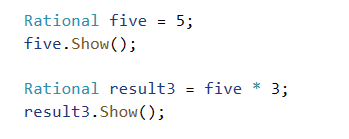 Rational five = 5;
five.Show();
Rational result3 = five * 3;
result3.Show();